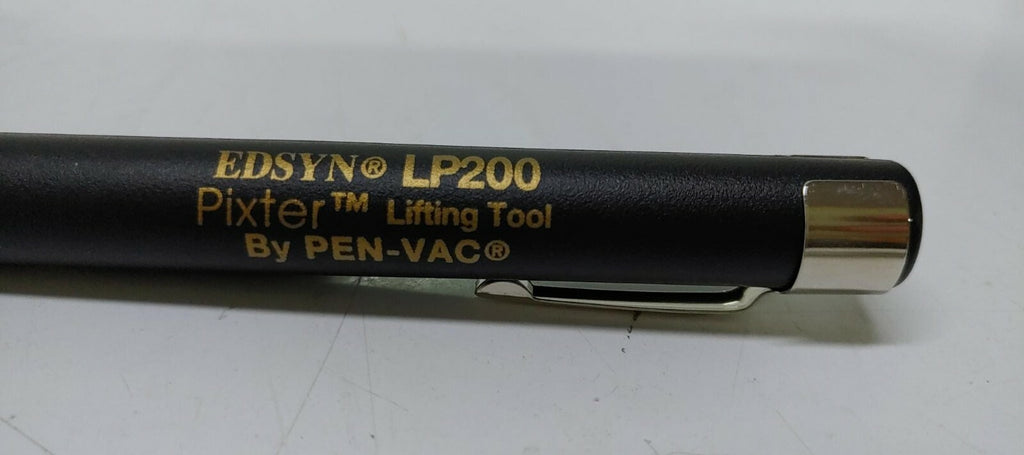 EDSYN® LP200
Pixter™ Lifting Tool
By PEN-VAC®